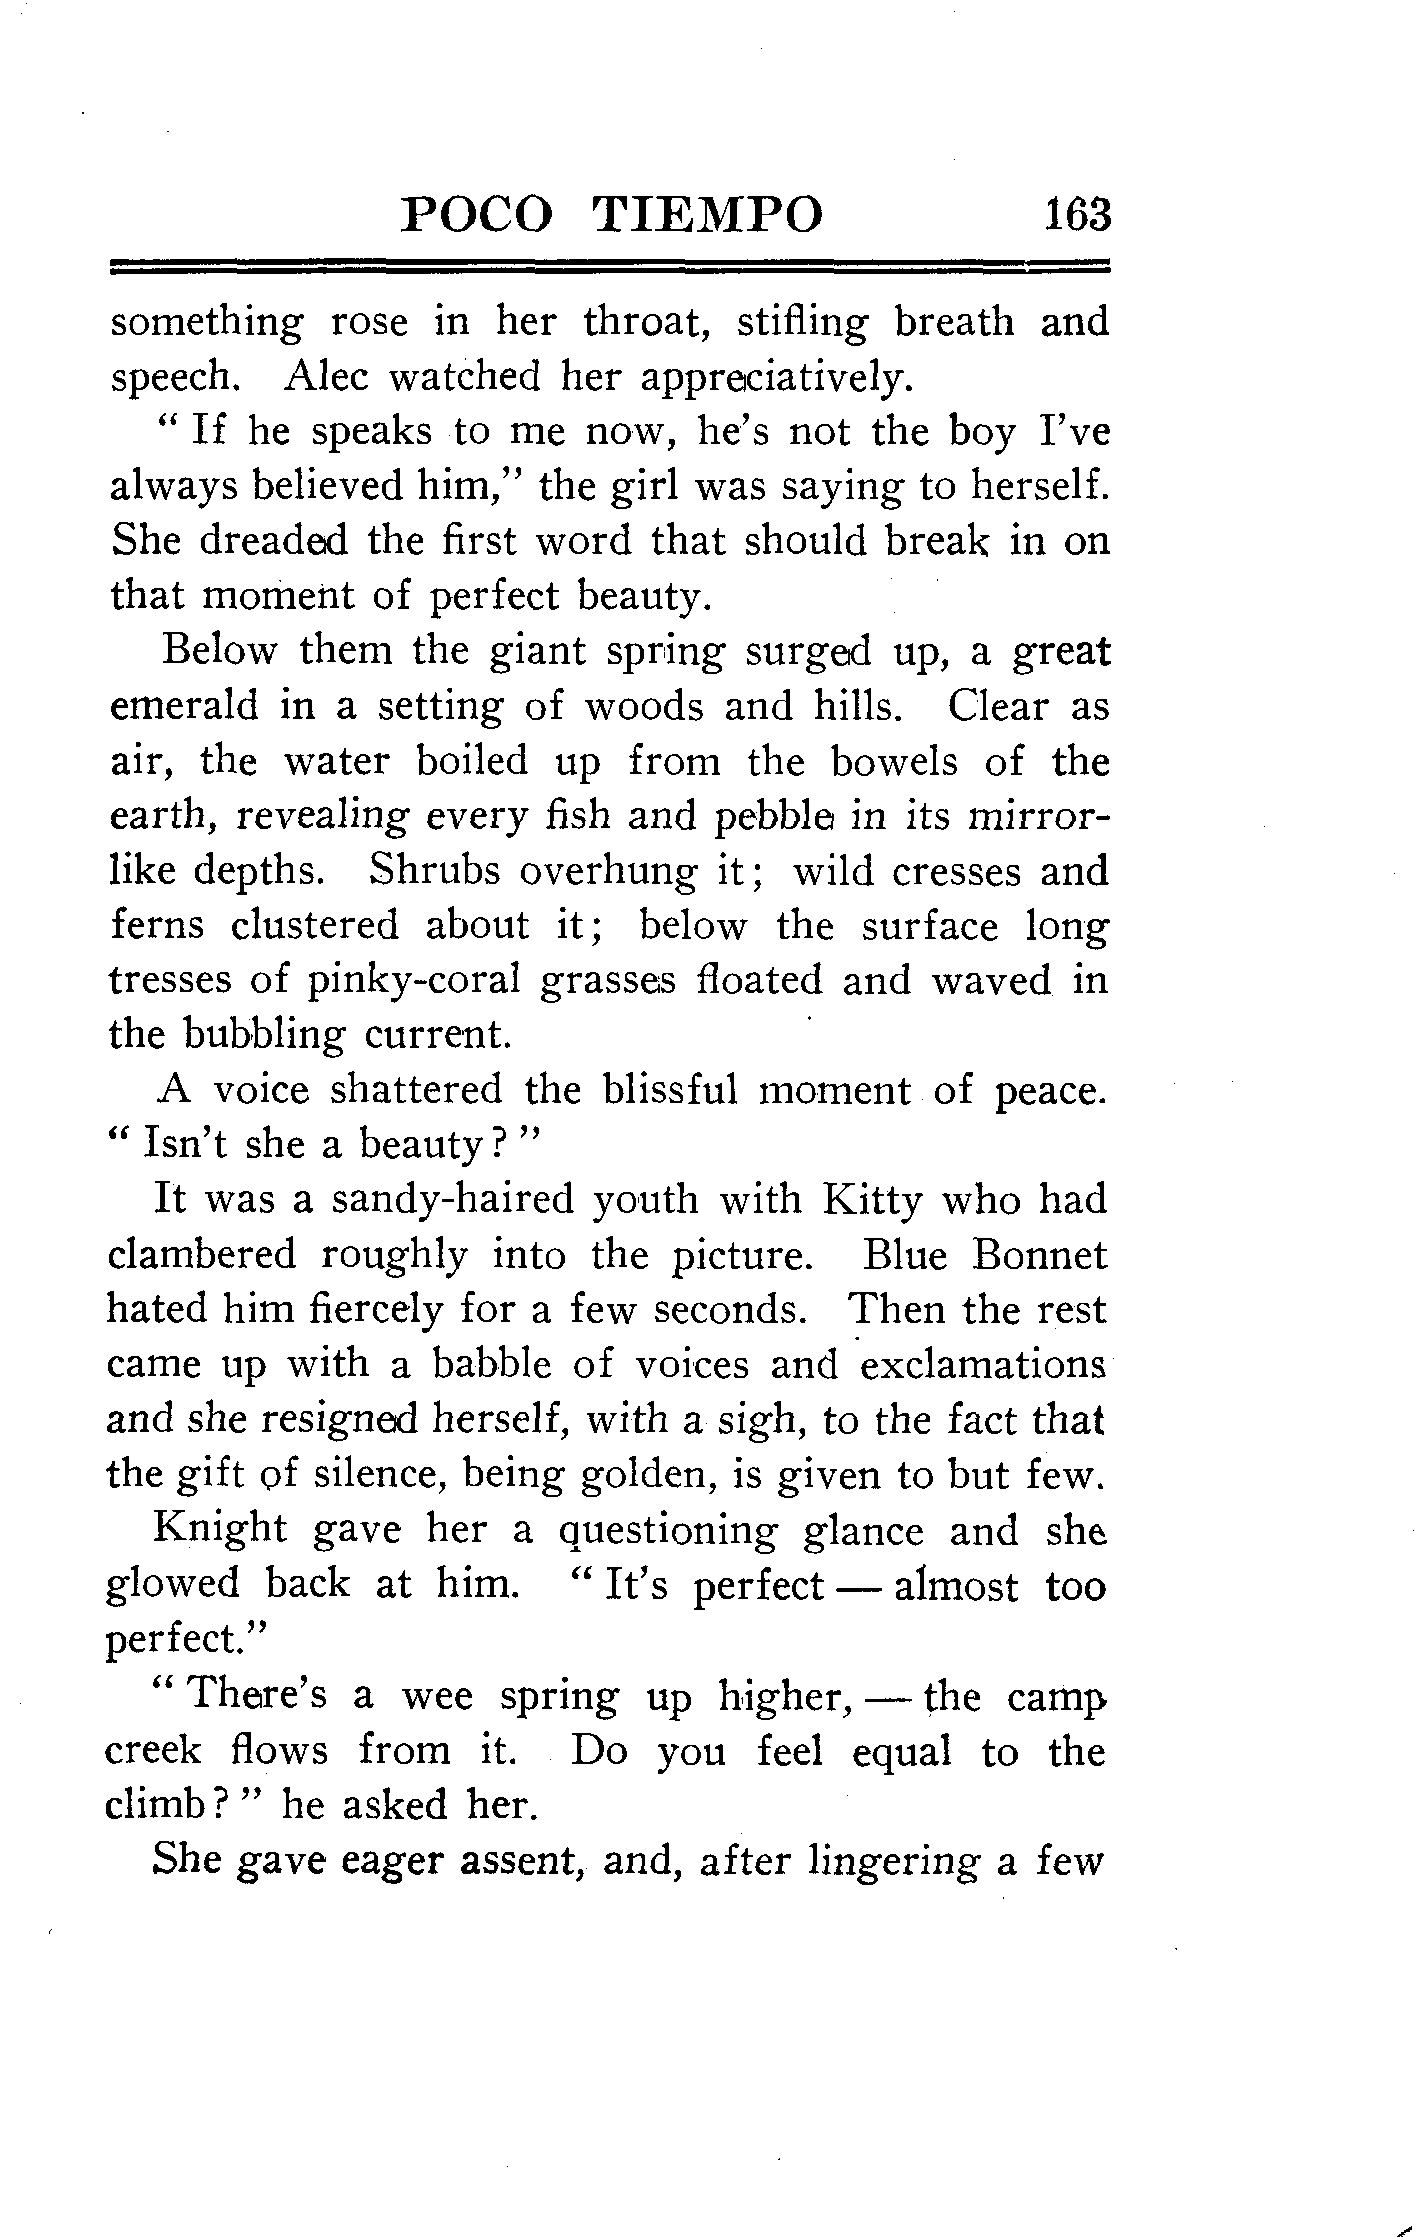 POCO TIEMPO 163
something rose in her throat, stifling breath and
speech. Alec watched her appreciatively.
" If he speaks to me now, he's not the boy I've
always believed him," the girl was saying to herself.
She dreaded the first word that should break in on
that moment of perfect beauty.
Below them the giant spring surged up, a great
emerald in a setting of woods and hills. Clear as
air, the water boiled up from the bowels of the
earth, revealing every fish and pebble in its mirror-
like depths. Shrubs overhung it; wild cresses and
ferns clustered about it; below the surface long
tresses of pinky-coral grasses floated and waved in
the bubbling current.
A voice shattered the blissful moment of peace.
" Isn't she a beauty? "
It was a sandy-haired youth with Kitty who had
clambered roughly into the picture. Blue Bonnet
hated him fiercely for a few seconds. Then the rest
came up with a babble of voices and exclamations
and she resigned herself, with a sigh, to the fact that
the gift of silence, being golden, is given to but few.
Knight gave her a questioning glance and she
glowed back at him. " It's perfect — almost too
perfect."
" There's a wee spring up higher, — the camp
creek flows from it. Do you feel equal to the
climb? " he asked her.
She gave eager assent, and, after lingering a few